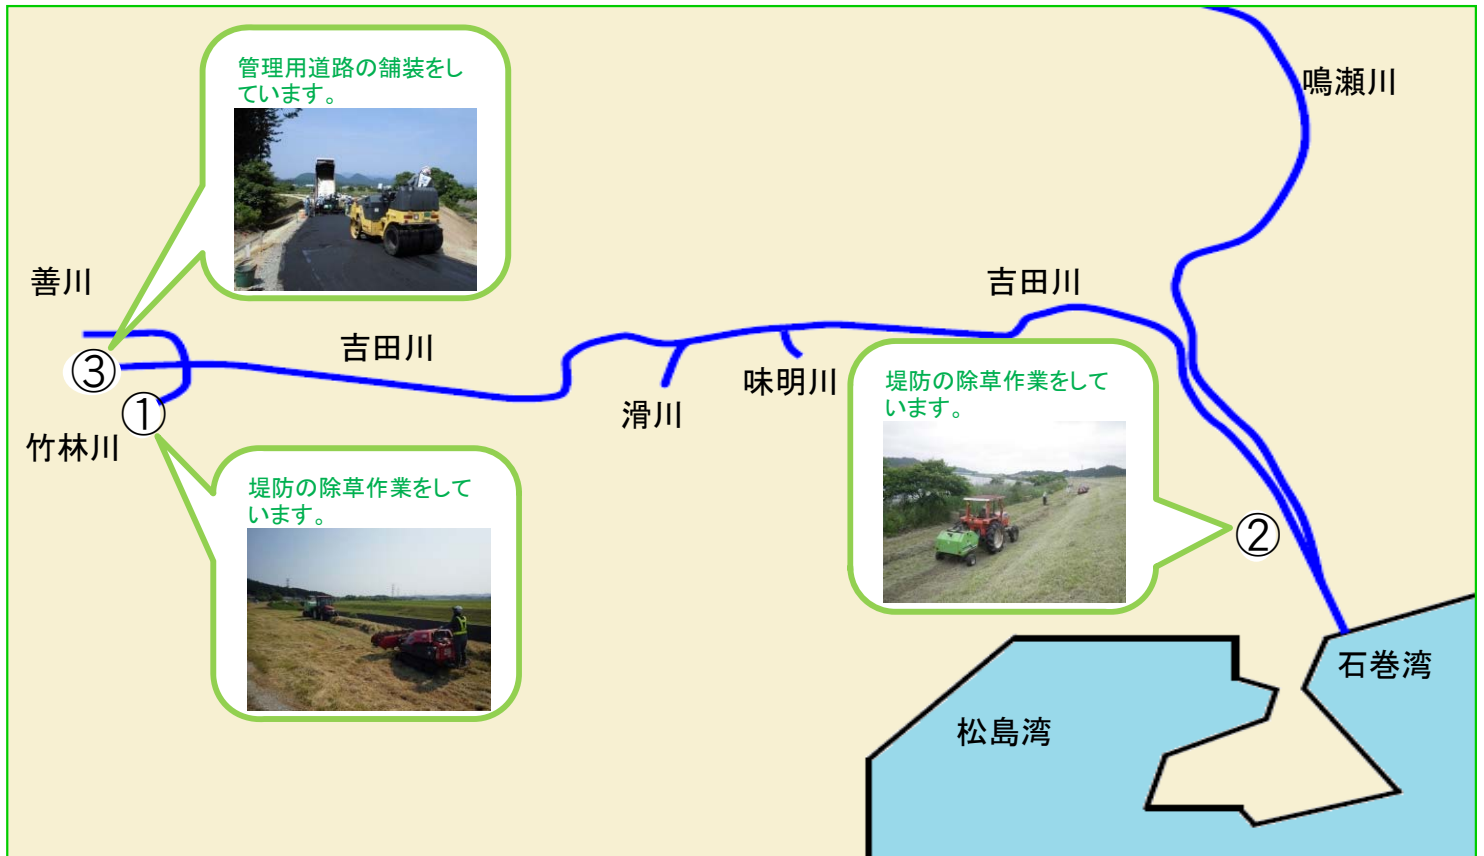 管理用道路の舗装をし
ています。
鳴瀬川
善川
吉田川
吉田川
③
味明川
堤防の除草作業をして
います。
滑川
①
竹林川
堤防の除草作業をして
います。
②
石巻湾
松島湾